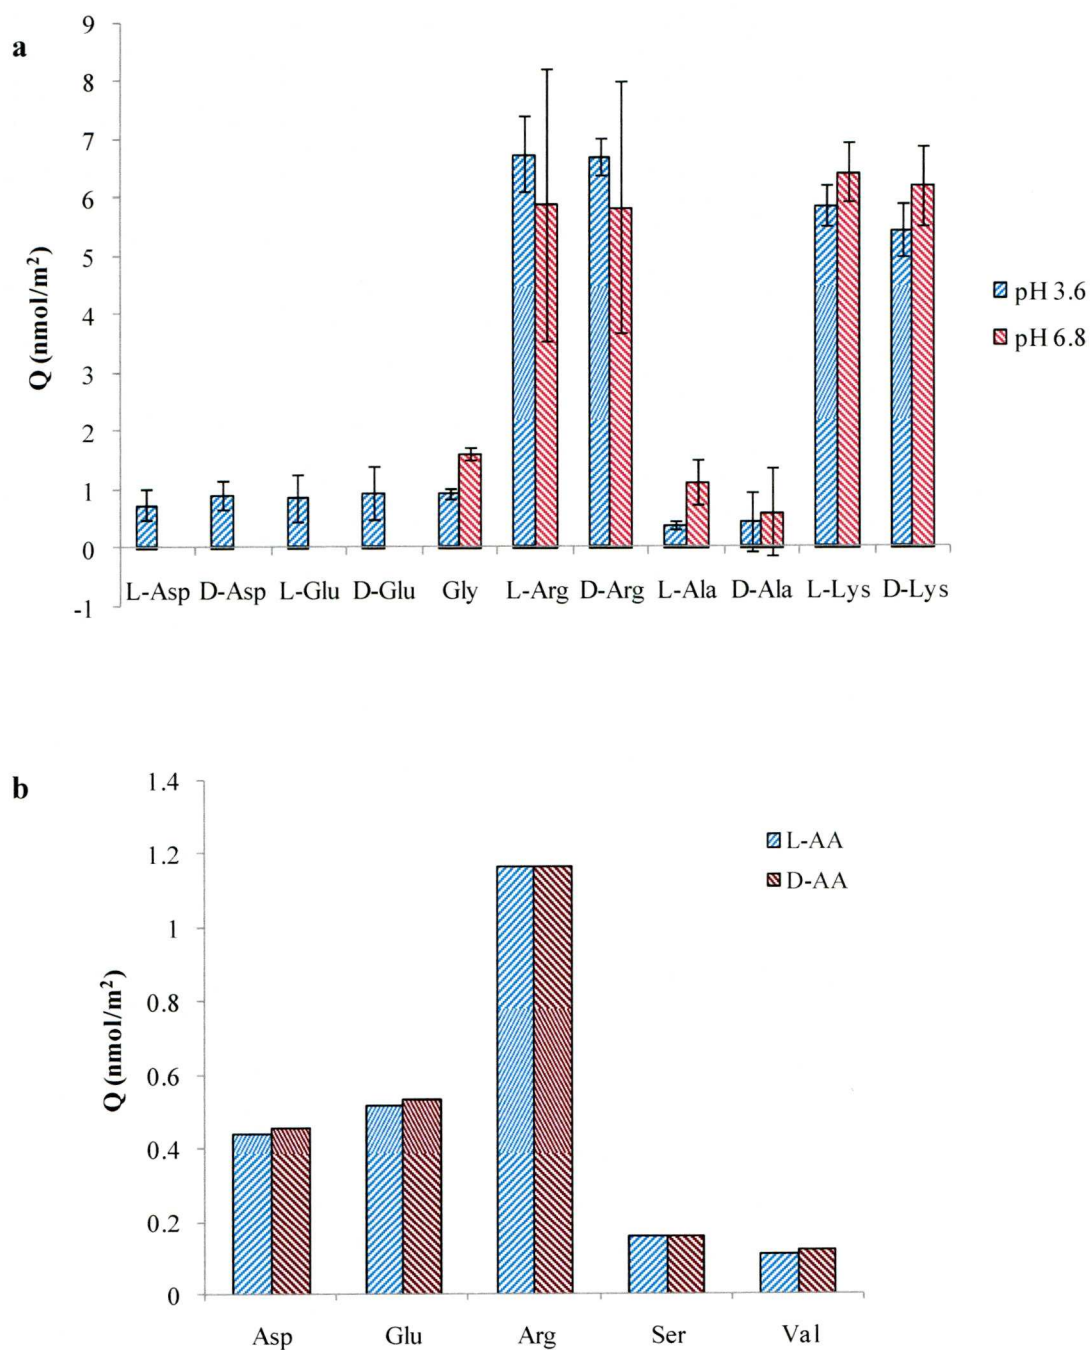 a
9
8
7
6
5
4
3
2
1
0
-1
Q (nmol/m²)
L-Asp D-Asp L-Glu D-Glu Gly L-Arg D-Arg L-Ala D-Ala L-Lys D-Lys
pH 3.6
pH 6.8
b
1.4
1.2
1
0.8
0.6
0.4
0.2
0
Q (nmol/m²)
L-AA
D-AA
Asp Glu Arg Ser Val